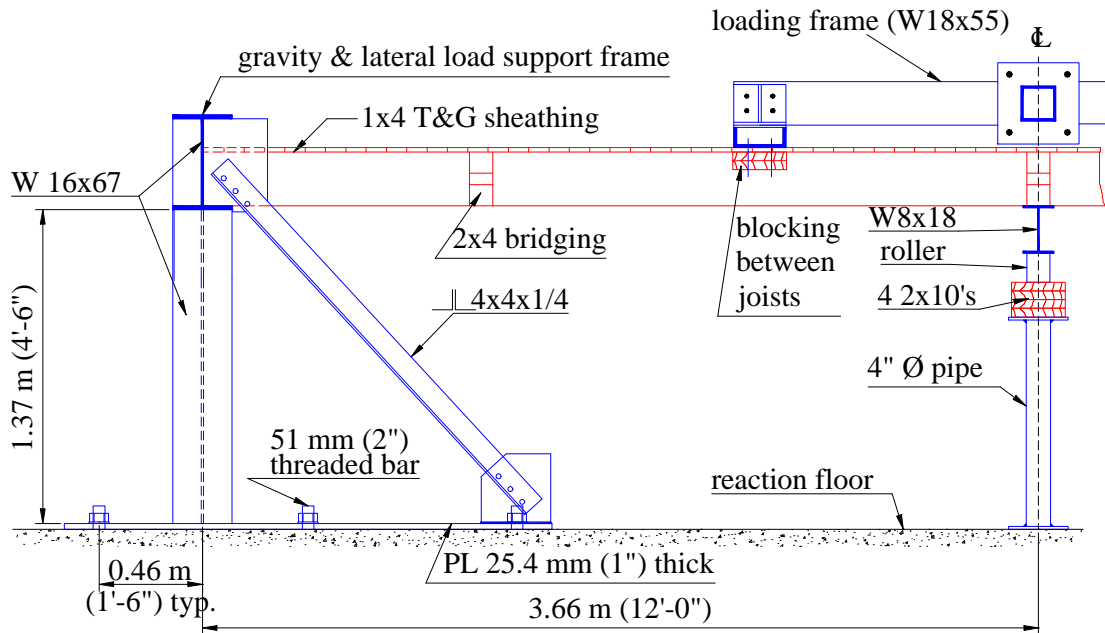 loading frame (W18x55)
℄
gravity & lateral load support frame
1x4 T&G sheathing
W 16x67
2x4 bridging
blocking
between
joists
W8x18
roller
4 2x10's
⅃L4x4x1/4
1.37 m (4'-6")
4" Ø pipe
51 mm (2")
threaded bar
reaction floor
PL 25.4 mm (1") thick
0.46 m
(1'-6") typ.
3.66 m (12'-0")